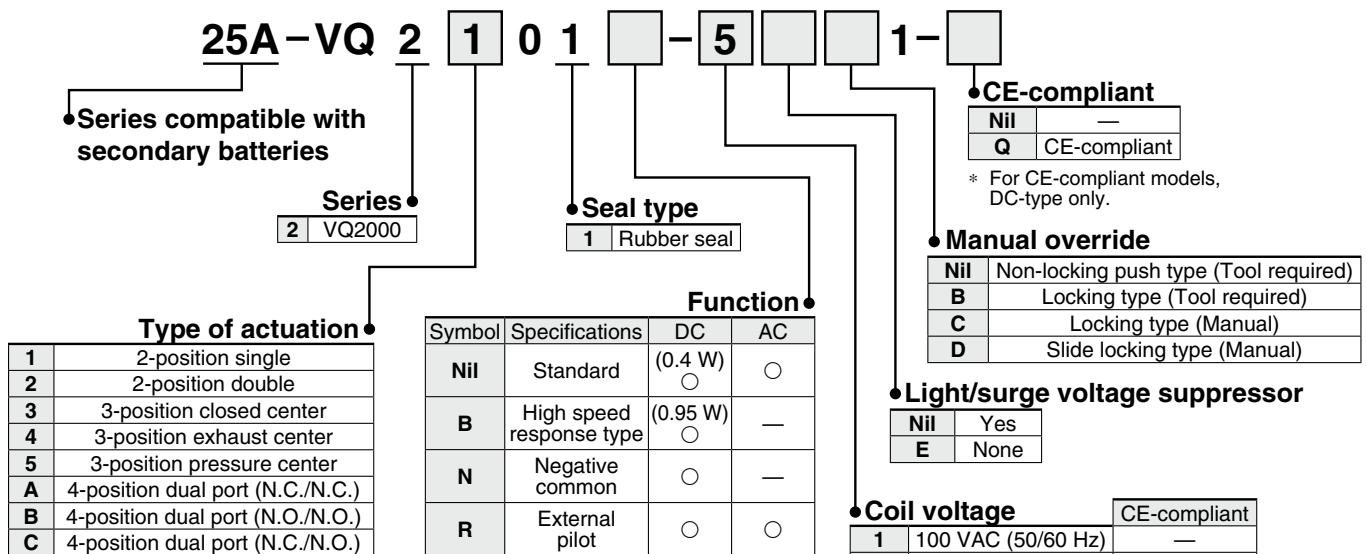 25A–VQ 2 1 0 1 – 5 1–
Series compatible with
secondary batteries
Series
2 VQ2000
Seal type
1 Rubber seal
CE-compliant
Nil —
Q CE-compliant
* For CE-compliant models,
DC-type only.
Manual override
Nil Non-locking push type (Tool required)
B Locking type (Tool required)
C Locking type (Manual)
D Slide locking type (Manual)
Type of actuation
1 2-position single
2 2-position double
3 3-position closed center
4 3-position exhaust center
5 3-position pressure center
A 4-position dual port (N.C./N.C.)
B 4-position dual port (N.O./N.O.)
C 4-position dual port (N.C./N.O.)
Function
Symbol Specifications DC AC
Nil Standard (0.4 W) ○ ○
B High speed response type (0.95 W) ○ —
N Negative common ○ —
R External pilot ○ ○
Light/surge voltage suppressor
Nil Yes
E None
Coil voltage CE-compliant
1 100 VAC (50/60 Hz) —